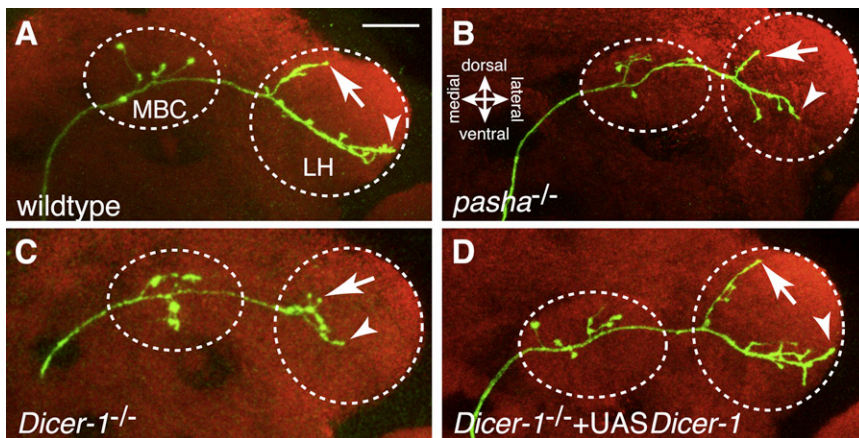 A
MBC
LH
wildtype
B
dorsal
medial
lateral
ventral
pasha-/-
C
Dicer-1-/-
D
Dicer-1-/-+UASDicer-1